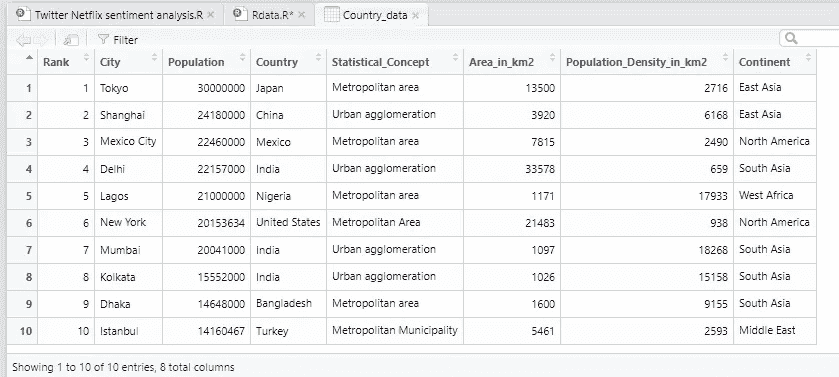 Twitter Netflix sentiment analysis.R Rdata.R* Country_data
Filter
Rank City Population Country Statistical_Concept Area_in_km2 Population_Density_in_km2 Continent
1 1 Tokyo 30000000 Japan Metropolitan area 13500 2716 East Asia
2 2 Shanghai 24180000 China Urban agglomeration 3920 6168 East Asia
3 3 Mexico City 22460000 Mexico Metropolitan area 7815 2490 North America
4 4 Delhi 22157000 India Urban agglomeration 33578 659 South Asia
5 5 Lagos 21000000 Nigeria Metropolitan area 1171 17933 West Africa
6 6 New York 20153634 United States Metropolitan Area 21483 938 North America
7 7 Mumbai 20041000 India Urban agglomeration 1097 18268 South Asia
8 8 Kolkata 15552000 India Urban agglomeration 1026 15158 South Asia
9 9 Dhaka 14648000 Bangladesh Metropolitan area 1600 9155 South Asia
10 10 Istanbul 14160467 Turkey Metropolitan Municipality 5461 2593 Middle East
Showing 1 to 10 of 10 entries, 8 total columns